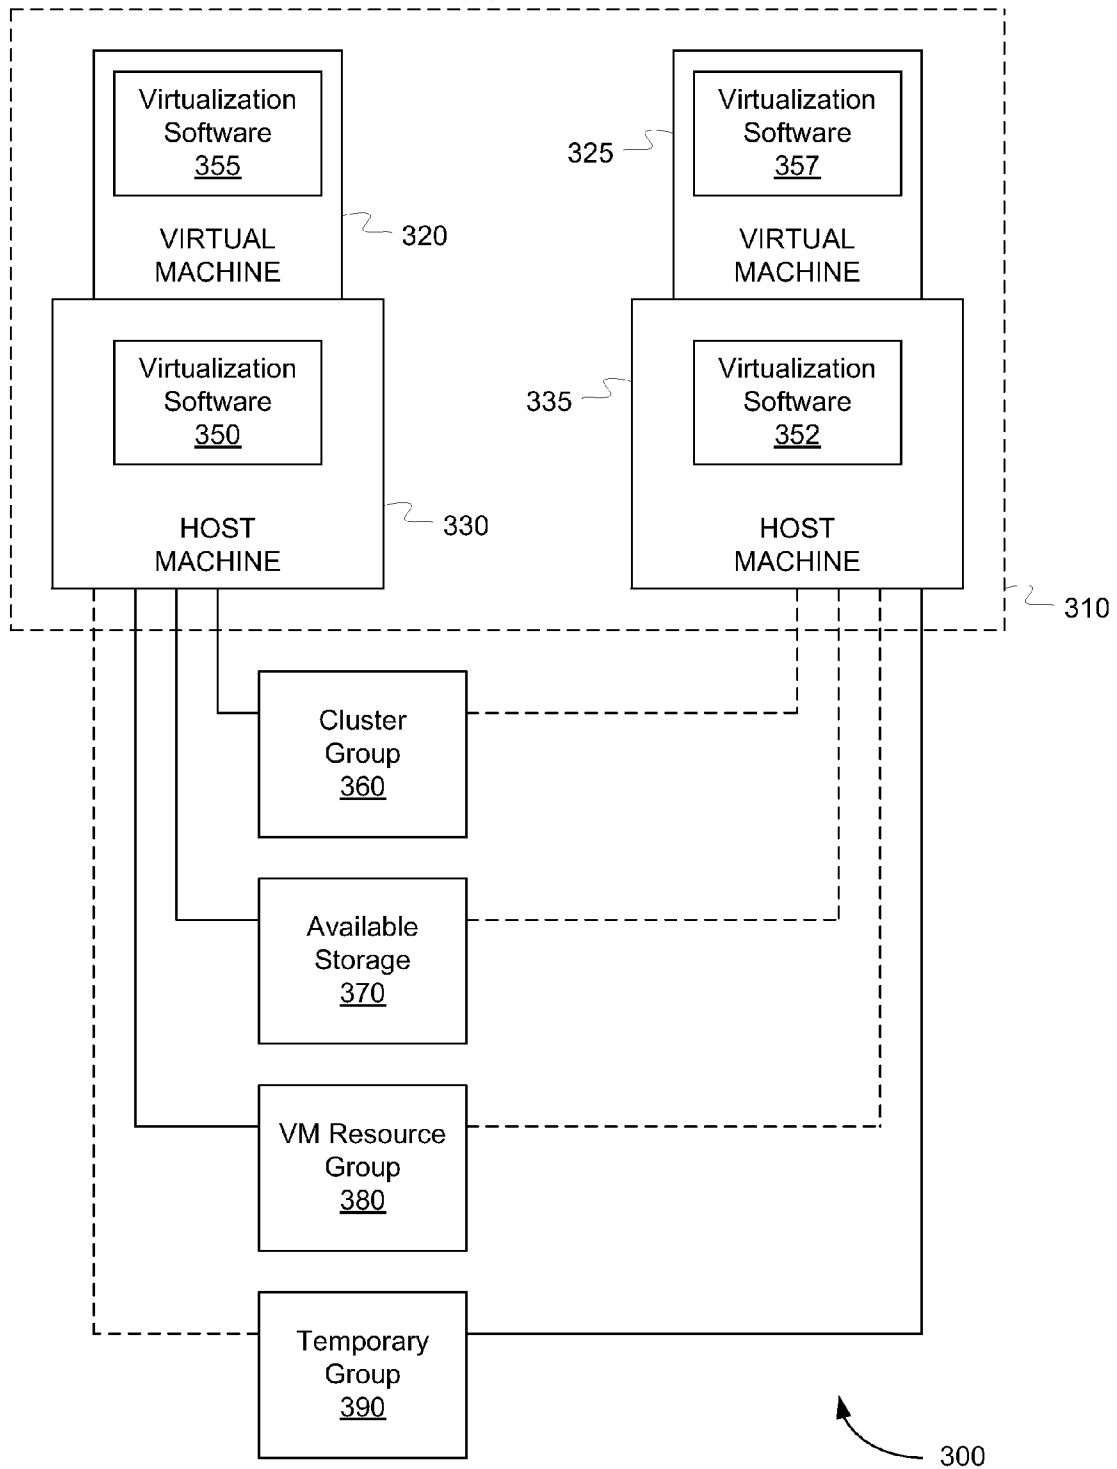 Virtualization
Software
355
VIRTUAL
MACHINE
320
Virtualization
Software
357
325
VIRTUAL
MACHINE
Virtualization
Software
350
HOST
MACHINE
330
Virtualization
Software
352
335
HOST
MACHINE
310
Cluster
Group
360
Available
Storage
370
VM Resource
Group
380
Temporary
Group
390
300